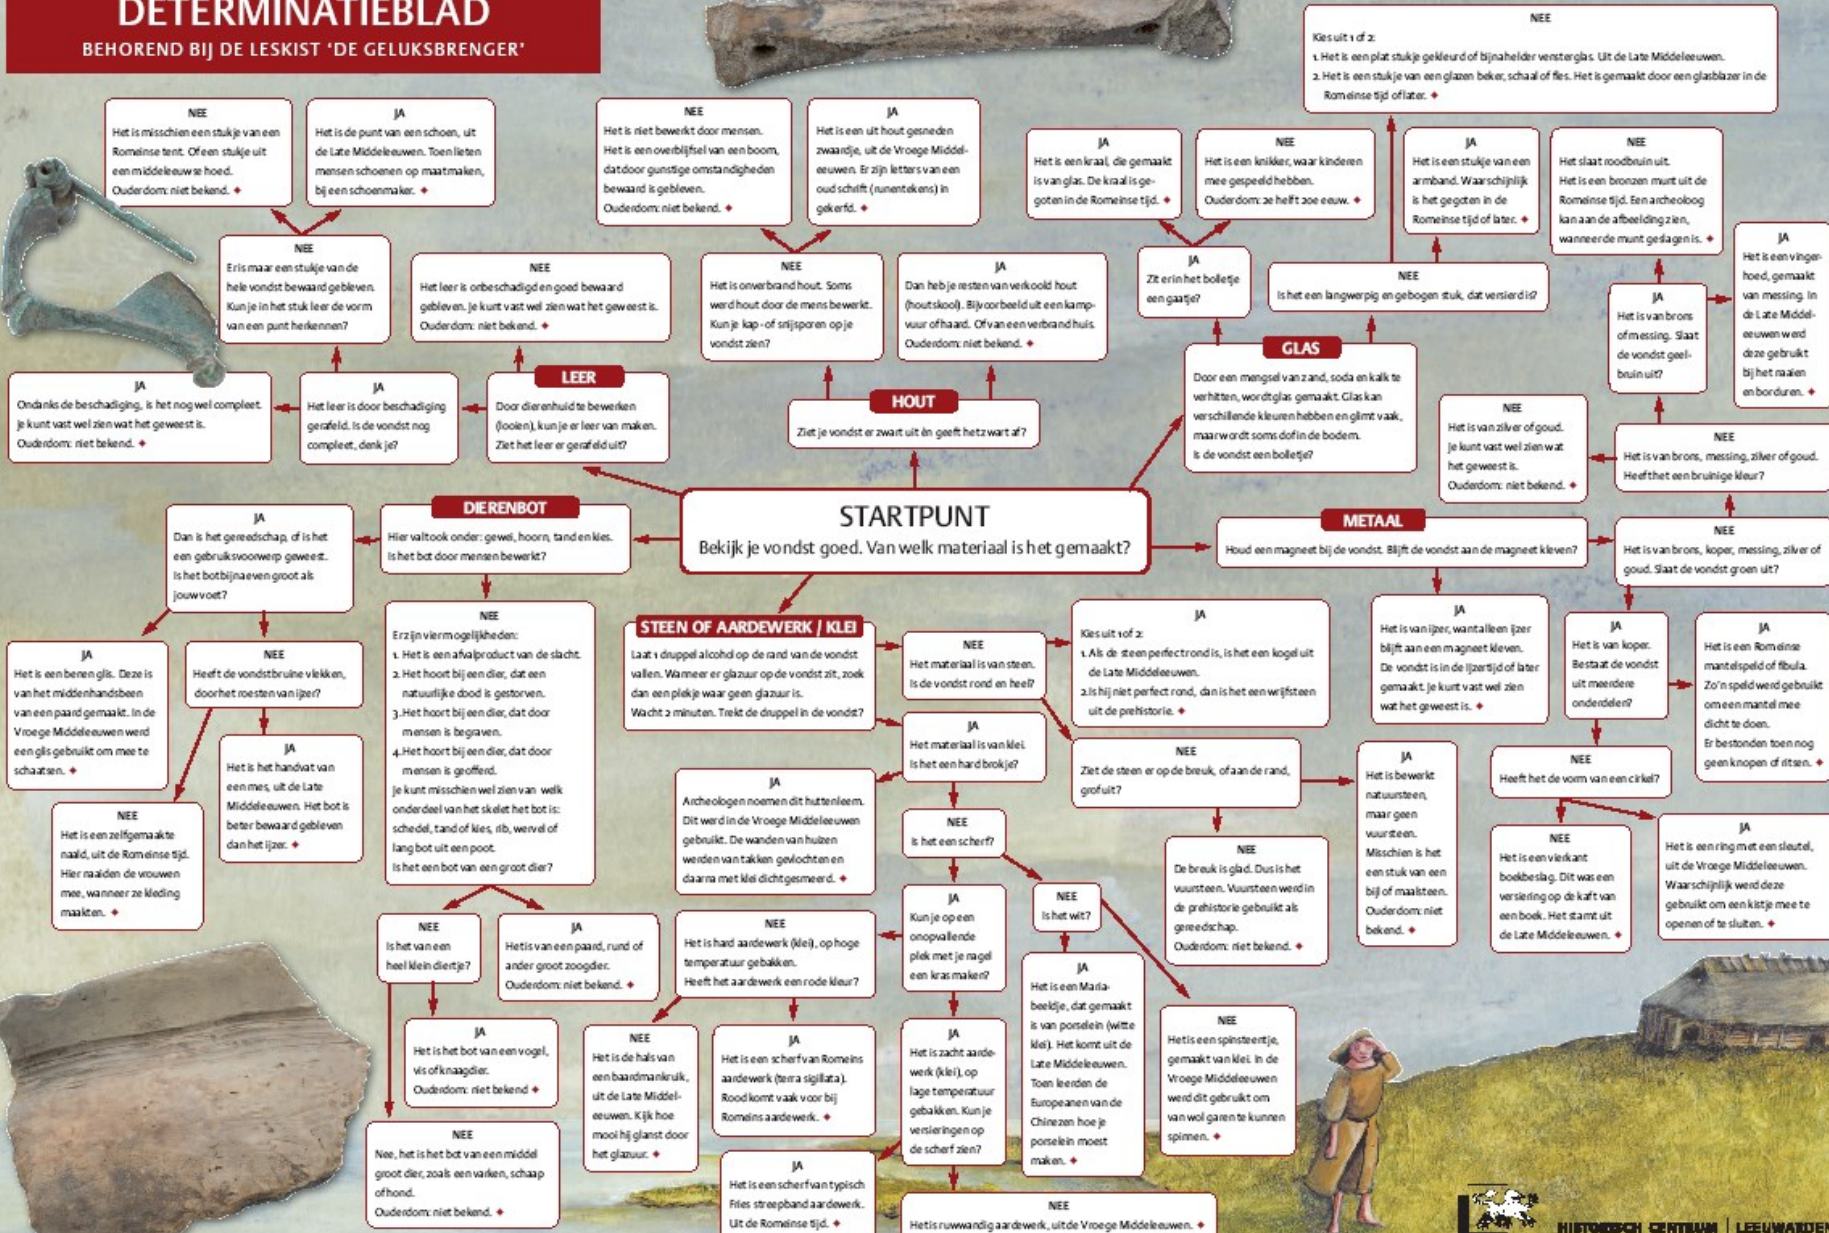 DETERMINATIEBLAD
BEHOREND BIJ DE LESKIST ‘DE GELUKSBRENGER’
NEE
Het is misschien een stukje van een
Romeinse tent. Of een stukje uit
een middeleeuwse hoed.
Ouderdom: niet bekend.
JA
Het is de punt van een schoen, uit
de Late Middeleeuwen. Toen lieten
mensen schoenen op maat maken,
bij een schoenmaker.
NEE
Er is maar een stukje van de
hele vondst bewaard gebleven.
Kun je in het stuk leer de vorm
van een punt herkennen?
NEE
Het leer is onbeschadigd en goed bewaard
gebleven. Je kunt vast wel zien wat het geweest is.
Ouderdom: niet bekend.
JA
Ondanks de beschadiging, is het nog wel compleet.
Je kunt vast wel zien wat het geweest is.
Ouderdom: niet bekend.
JA
Het leer is door beschadiging
gerafeld. Is de vondst nog
compleet, denk je?
LEER
Door dierenhuid te bewerken
(looien), kun je er leer van maken.
Ziet het leer er gerafeld uit?
NEE
Het is niet bewerkt door mensen.
Het is een overblijfsel van een boom,
dat door gunstige omstandigheden
bewaard is gebleven.
Ouderdom: niet bekend.
JA
Het is een uit hout gesneden
zwaardje, uit de Vroege Middel-
eeuwen. Er zijn letters van een
oud schrift (runentekens) in
gekerfd.
NEE
Het is onverbrand hout. Soms
werd hout door de mens bewerkt.
Kun je kap- of snijsporen op je
vondst zien?
JA
Dan heb je resten van verkoold hout
(houtskool). Bijvoorbeeld uit een kamp-
vuur of haard. Of van een verbrand huis.
Ouderdom: niet bekend.
HOUT
Ziet je vondst er zwart uit èn geeft het zwart af?
NEE
Kies uit 1 of 2:
1. Het is een plat stukje gekleurd of bijna helder vensterglas. Uit de Late Middeleeuwen.
2. Het is een stukje van een glazen beker, schaal of fles. Het is gemaakt door een glasblazer in de
Romeinse tijd of later.
JA
Het is een kraal, die gemaakt
is van glas. De kraal is ge-
goten in de Romeinse tijd.
NEE
Het is een knikker, waar kinderen
mee gespeeld hebben.
Ouderdom: 2e helft 20e eeuw.
JA
Het is een stukje van een
armband. Waarschijnlijk
is het gegoten in de
Romeinse tijd of later.
JA
Zit er in het bolletje
een gaatje?
NEE
Is het een langwerpig en gebogen stuk, dat versierd is?
GLAS
Door een mengsel van zand, soda en kalk te
verhitten, wordt glas gemaakt. Glas kan
verschillende kleuren hebben en glimt vaak,
maar wordt soms dof in de bodem.
Is de vondst een bolletje?
NEE
Het slaat roodbruin uit.
Het is een bronzen munt uit de
Romeinse tijd. Een archeoloog
kan aan de afbeelding zien,
wanneer de munt geslagen is.
JA
Het is een vinger-
hoed, gemaakt
van messing. In
de Late Middel-
eeuwen werd
deze gebruikt
bij het naaien
en borduren.
JA
Het is van brons
of messing. Slaat
de vondst geel-
bruin uit?
NEE
Het is van zilver of goud.
Je kunt vast wel zien wat
het geweest is.
Ouderdom: niet bekend.
NEE
Het is van brons, messing, zilver of goud.
Heeft het een bruinige kleur?
STARTPUNT
Bekijk je vondst goed. Van welk materiaal is het gemaakt?
METAAL
Houd een magneet bij de vondst. Blijft de vondst aan de magneet kleven?
NEE
Het is van brons, koper, messing, zilver of
goud. Slaat de vondst groen uit?
JA
Het is van ijzer, want alleen ijzer
blijft aan een magneet kleven.
De vondst is in de IJzertijd of later
gemaakt. Je kunt vast wel zien
wat het geweest is.
JA
Het is van koper.
Bestaat de vondst
uit meerdere
onderdelen?
JA
Het is een Romeinse
mantelspeld of fibula.
Zo’n speld werd gebruikt
om een mantel mee
dicht te doen.
Er bestonden toen nog
geen knopen of ritsen.
NEE
Heeft het de vorm van een cirkel?
NEE
Het is een vierkant
boekbeslag. Dit was een
versiering op de kaft van
een boek. Het stamt uit
de Late Middeleeuwen.
JA
Het is een ring met een sleutel,
uit de Vroege Middeleeuwen.
Waarschijnlijk werd deze
gebruikt om een kistje mee te
openen of te sluiten.
DIERENBOT
Hier valt ook onder: gewei, hoorn, tand en kies.
Is het bot door mensen bewerkt?
JA
Dan is het gereedschap, of is het
een gebruiksvoorwerp geweest.
Is het bot bijna even groot als
jouw voet?
JA
Het is een benen glis. Deze is
van het middenhandsbeen
van een paard gemaakt. In de
Vroege Middeleeuwen werd
een glis gebruikt om mee te
schaatsen.
NEE
Heeft de vondst bruine vlekken,
door het roesten van ijzer?
JA
Het is het handvat van
een mes, uit de Late
Middeleeuwen. Het bot is
beter bewaard gebleven
dan het ijzer.
NEE
Het is een zelfgemaakte
naald, uit de Romeinse tijd.
Hier naaiden de vrouwen
mee, wanneer ze kleding
maakten.
NEE
Er zijn vier mogelijkheden:
1. Het is een afvalproduct van de slacht.
2. Het hoort bij een dier, dat een
natuurlijke dood is gestorven.
3. Het hoort bij een dier, dat door
mensen is begraven.
4. Het hoort bij een dier, dat door
mensen is geofferd.
Je kunt misschien wel zien van welk
onderdeel van het skelet het bot is:
schedel, tand of kies, rib, wervel of
lang bot uit een poot.
Is het een bot van een groot dier?
NEE
Is het van een
heel klein diertje?
JA
Het is van een paard, rund of
ander groot zoogdier.
Ouderdom: niet bekend.
JA
Het is het bot van een vogel,
vis of knaagdier.
Ouderdom: niet bekend
NEE
Nee, het is het bot van een middel
groot dier, zoals een varken, schaap
of hond.
Ouderdom: niet bekend.
STEEN OF AARDEWERK / KLEI
Laat 1 druppel alcohol op de rand van de vondst
vallen. Wanneer er glazuur op de vondst zit, zoek
dan een plekje waar geen glazuur is.
Wacht 2 minuten. Trekt de druppel in de vondst?
NEE
Het materiaal is van steen.
Is de vondst rond en heel?
JA
Kies uit 1 of 2:
1. Als de steen perfect rond is, is het een kogel uit
de Late Middeleeuwen.
2. Is hij niet perfect rond, dan is het een wrijfsteen
uit de prehistorie.
JA
Het materiaal is van klei.
Is het een hard brokje?
NEE
Ziet de steen er op de breuk, of aan de rand,
grof uit?
JA
Het is bewerkt
natuursteen,
maar geen
vuursteen.
Misschien is het
een stuk van een
bijl of maalsteen.
Ouderdom: niet
bekend.
NEE
De breuk is glad. Dus is het
vuursteen. Vuursteen werd in
de prehistorie gebruikt als
gereedschap.
Ouderdom: niet bekend.
JA
Archeologen noemen dit huttenleem.
Dit werd in de Vroege Middeleeuwen
gebruikt. De wanden van huizen
werden van takken gevlochten en
daarna met klei dichtgesmeerd.
NEE
Is het een scherf?
JA
Kun je op een
onopvallende
plek met je nagel
een kras maken?
NEE
Is het wit?
NEE
Het is hard aardewerk (klei), op hoge
temperatuur gebakken.
Heeft het aardewerk een rode kleur?
NEE
Het is de hals van
een baardmankruik,
uit de Late Middel-
eeuwen. Kijk hoe
mooi hij glanst door
het glazuur.
JA
Het is een scherf van Romeins
aardewerk (terra sigillata).
Rood komt vaak voor bij
Romeins aardewerk.
JA
Het is zacht aarde-
werk (klei), op
lage temperatuur
gebakken. Kun je
versieringen op
de scherf zien?
JA
Het is een Maria-
beeldje, dat gemaakt
is van porselein (witte
klei). Het komt uit de
Late Middeleeuwen.
Toen leerden de
Europeanen van de
Chinezen hoe je
porselein moest
maken.
NEE
Het is een spinsteentje,
gemaakt van klei. In de
Vroege Middeleeuwen
werd dit gebruikt om
van wol garen te kunnen
spinnen.
JA
Het is een scherf van typisch
Fries streepband aardewerk.
Uit de Romeinse tijd.
NEE
Het is ruwwandig aardewerk, uit de Vroege Middeleeuwen.
HISTORISCH CENTRUM | LEEUWARDEN